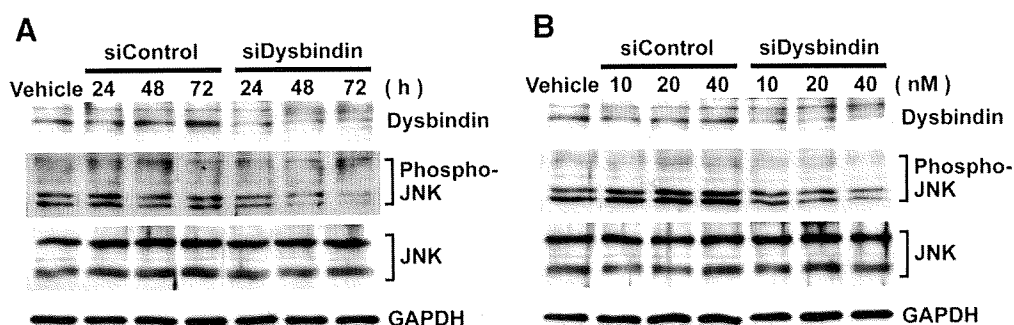 A
siControl siDysbindin
Vehicle 24 48 72 24 48 72 ( h )
Dysbindin
Phospho-
JNK
JNK
GAPDH
B
siControl siDysbindin
Vehicle 10 20 40 10 20 40 ( nM )
Dysbindin
Phospho-
JNK
JNK
GAPDH